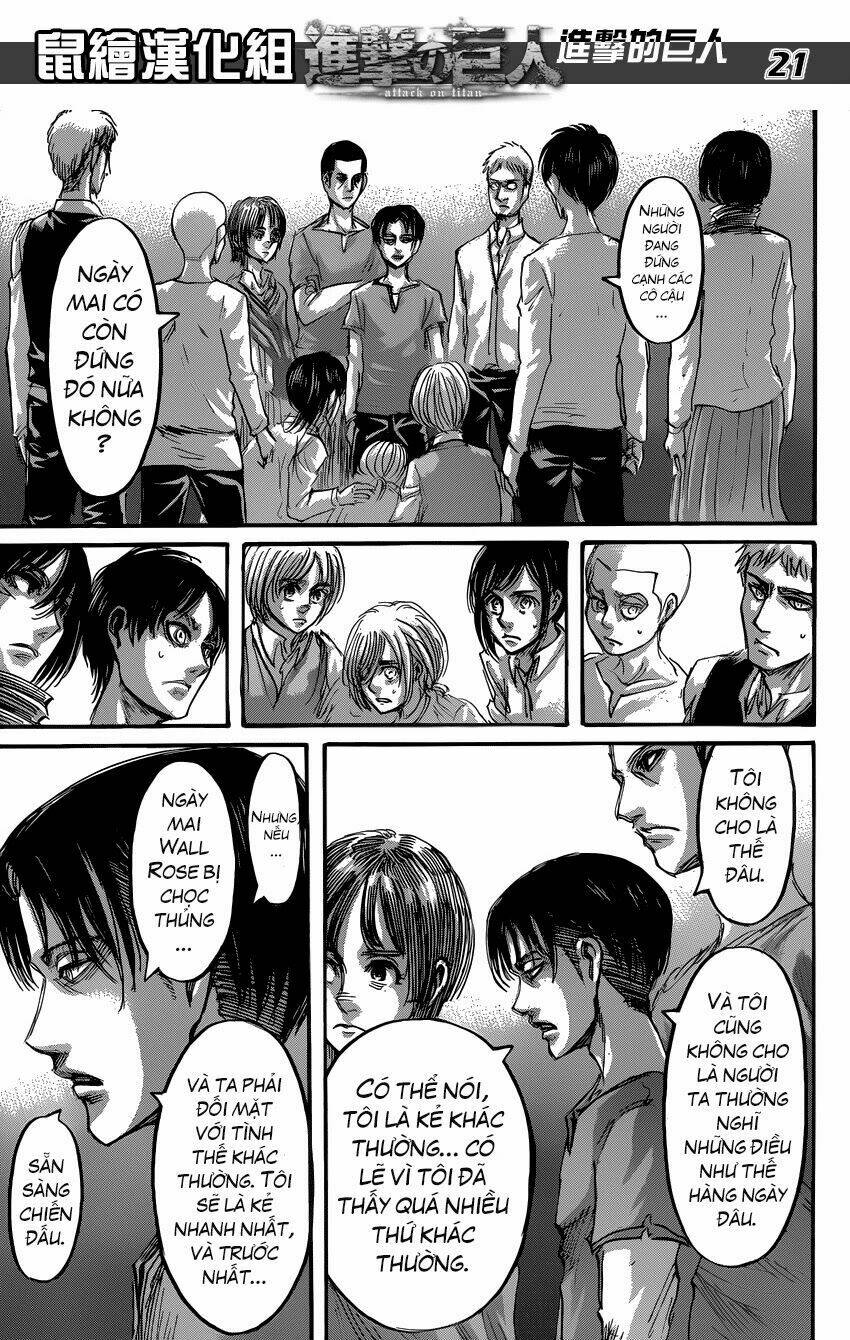 鼠繪漢化組
進撃の巨人
attack on titan
進撃的巨人
21
NHỮNG
NGƯỜI
ĐANG
ĐỨNG
CẠNH CÁC
CÔ CẬU
...
NGÀY
MAI CÓ
CÒN
ĐỨNG
ĐÓ NỮA
KHÔNG
?
TÔI
KHÔNG
CHO LÀ
THẾ
ĐÂU.
VÀ TÔI
CŨNG
KHÔNG CHO
LÀ NGƯỜI
TA THƯỜNG
NGHĨ
NHỮNG ĐIỀU
NHƯ THẾ
HÀNG NGÀY
ĐÂU.
CÓ THỂ NÓI,
TÔI LÀ KẺ KHÁC
THƯỜNG... CÓ
LẼ VÌ TÔI ĐÃ
THẤY QUÁ NHIỀU
THỨ KHÁC
THƯỜNG.
NHƯNG,
NẾU
...
NGÀY
MAI
WALL
ROSE BỊ
CHỌC
THỦNG
...
VÀ TA PHẢI
ĐỐI MẶT
VỚI TÌNH
THẾ KHÁC
THƯỜNG. TÔI
SẼ LÀ KẺ
NHANH NHẤT,
VÀ TRƯỚC
NHẤT...
SẴN
SÀNG
CHIẾN
ĐẤU.